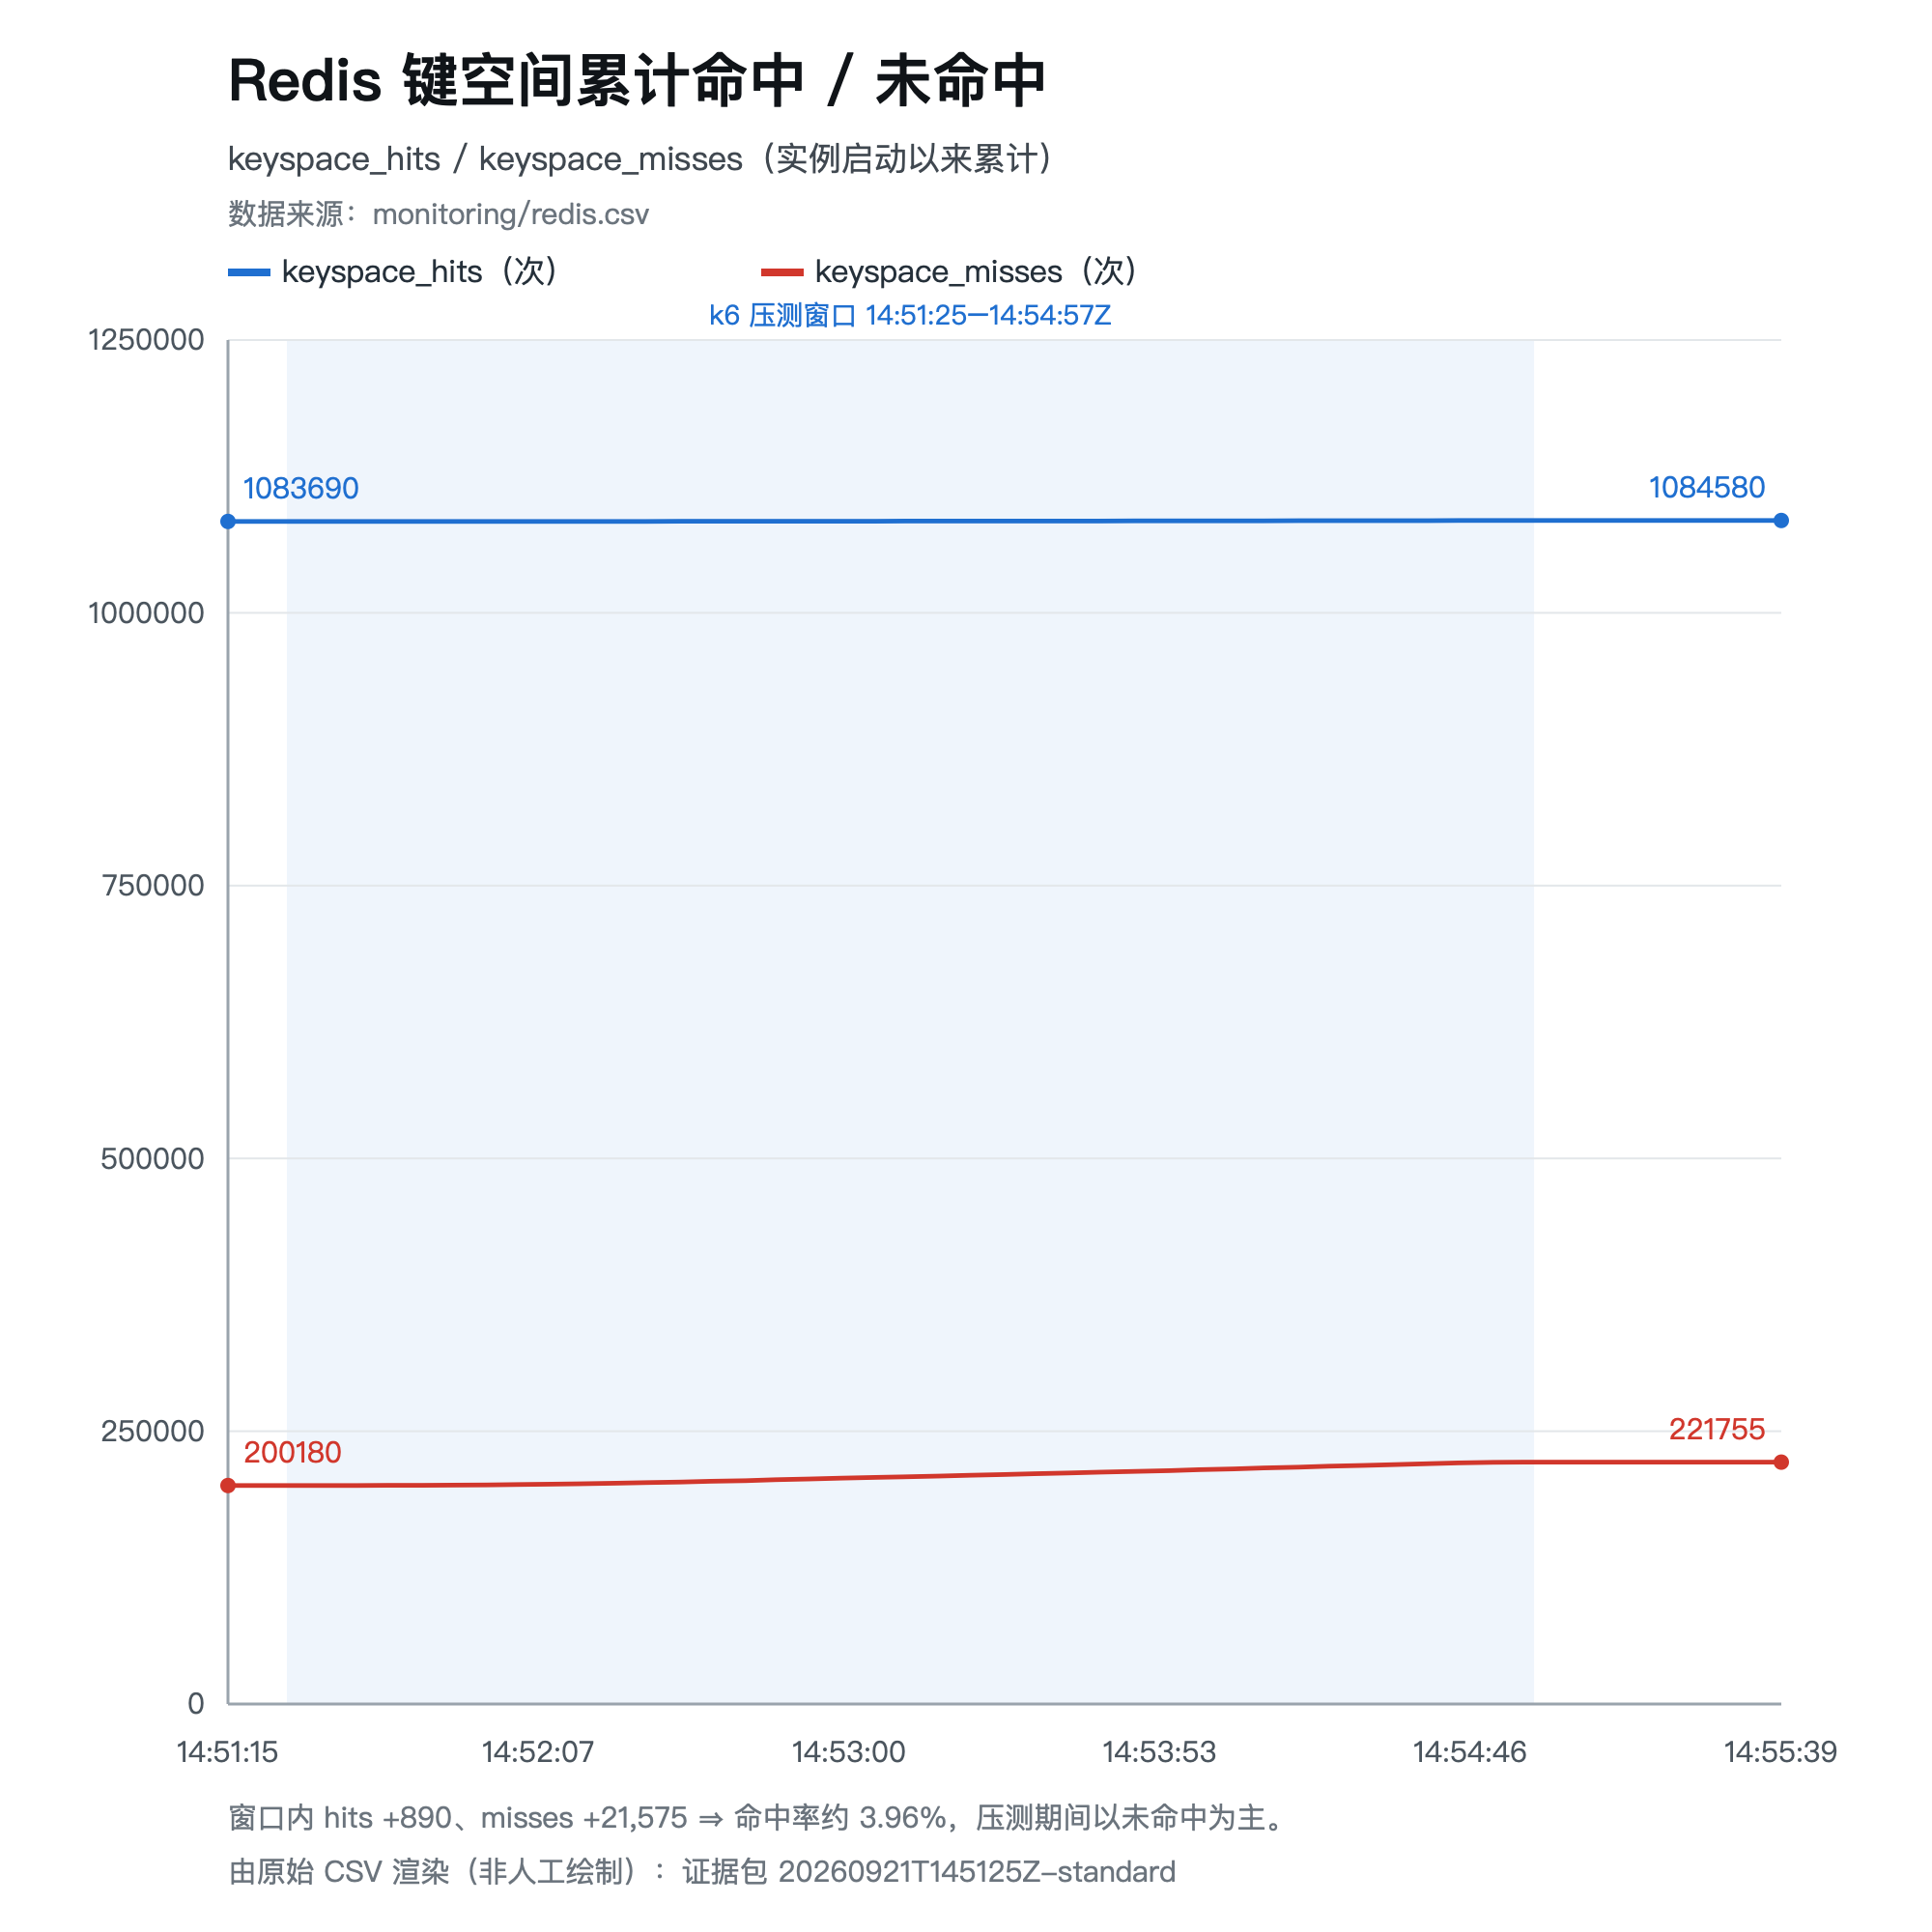 Redis 键空间累计命中 / 未命中
keyspace_hits / keyspace_misses（实例启动以来累计）
数据来源：monitoring/redis.csv
keyspace_hits（次） keyspace_misses（次）
k6 压测窗口 14:51:25–14:54:57Z
1250000
1083690 1084580
1000000
750000
500000
250000
200180 221755
0
14:51:15 14:52:07 14:53:00 14:53:53 14:54:46 14:55:39
窗口内 hits +890、misses +21,575 ⇒ 命中率约 3.96%，压测期间以未命中为主。
由原始 CSV 渲染（非人工绘制）：证据包 20260921T145125Z-standard